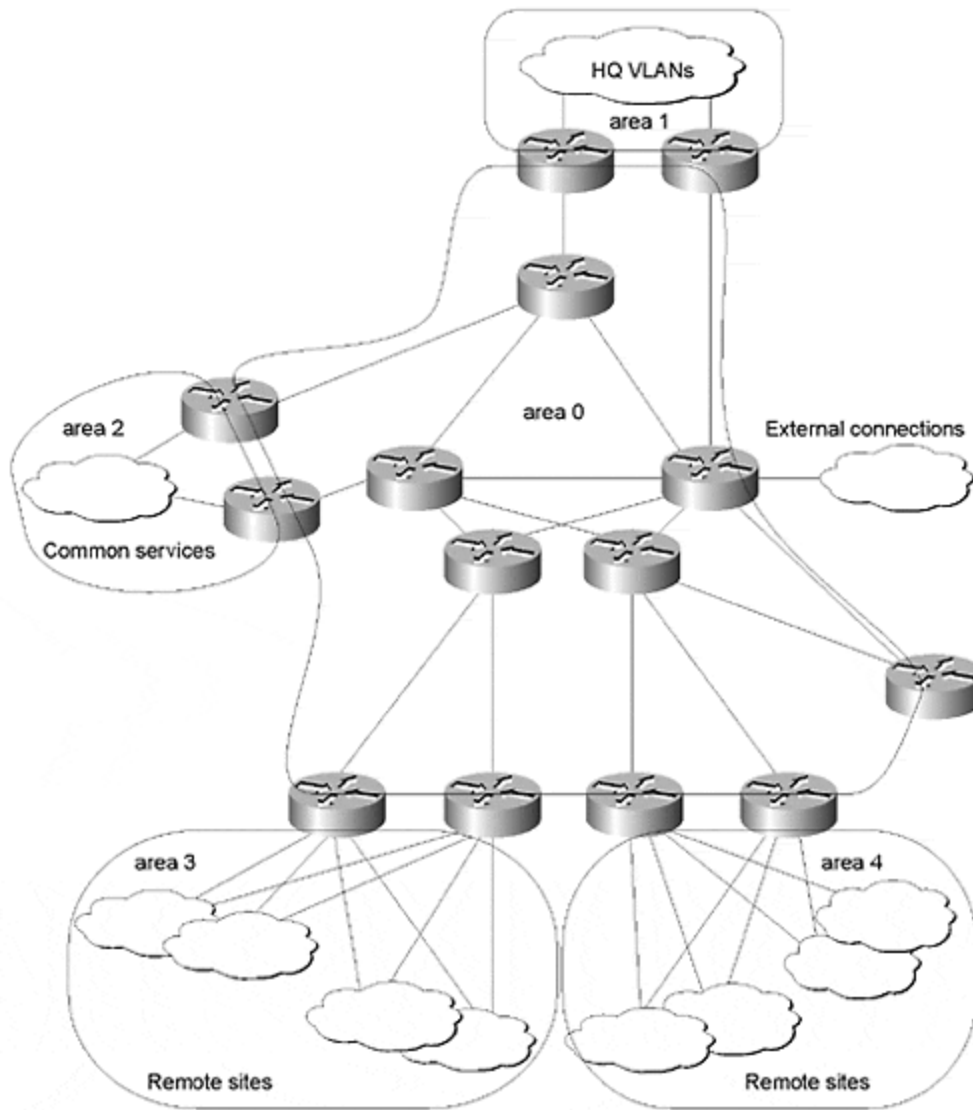 HQ VLANs
area 1
area 0
area 2
External connections
Common services
area 3
area 4
Remote sites
Remote sites